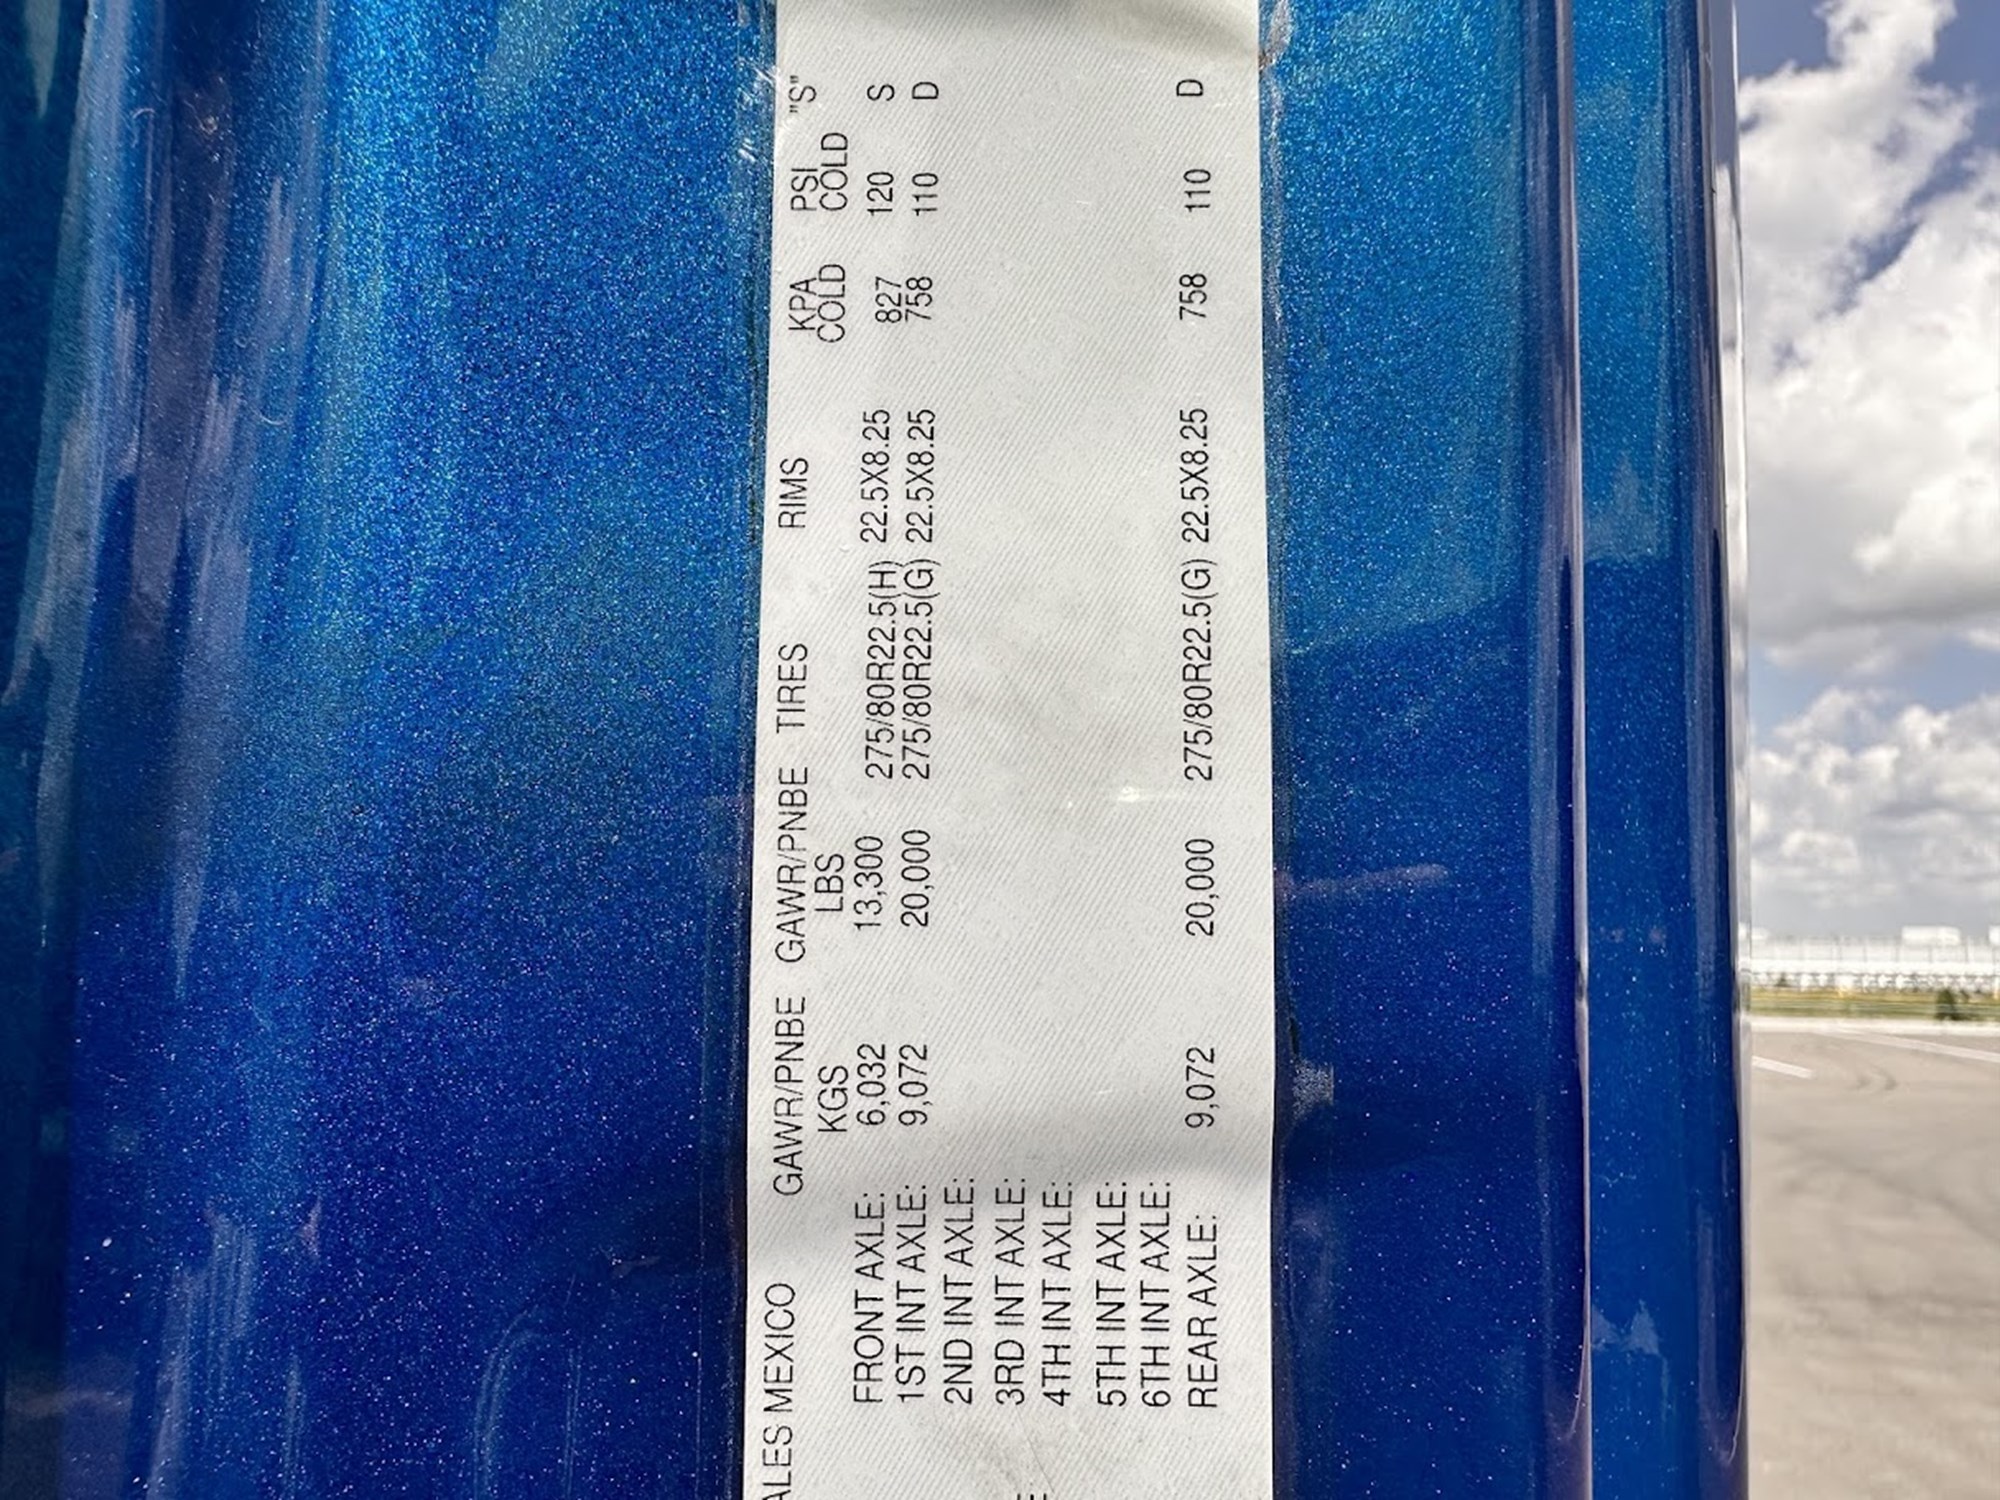 ALES MEXICO GAWR/PNBE GAWR/PNBE TIRES RIMS KPA PSI "S"
KGS LBS COLD COLD
FRONT AXLE: 6,032 13,300 275/80R22.5(H) 22.5X8.25 827 120 S
1ST INT AXLE: 9,072 20,000 275/80R22.5(G) 22.5X8.25 758 110 D
2ND INT AXLE:
3RD INT AXLE:
4TH INT AXLE:
5TH INT AXLE:
6TH INT AXLE:
REAR AXLE: 9,072 20,000 275/80R22.5(G) 22.5X8.25 758 110 D